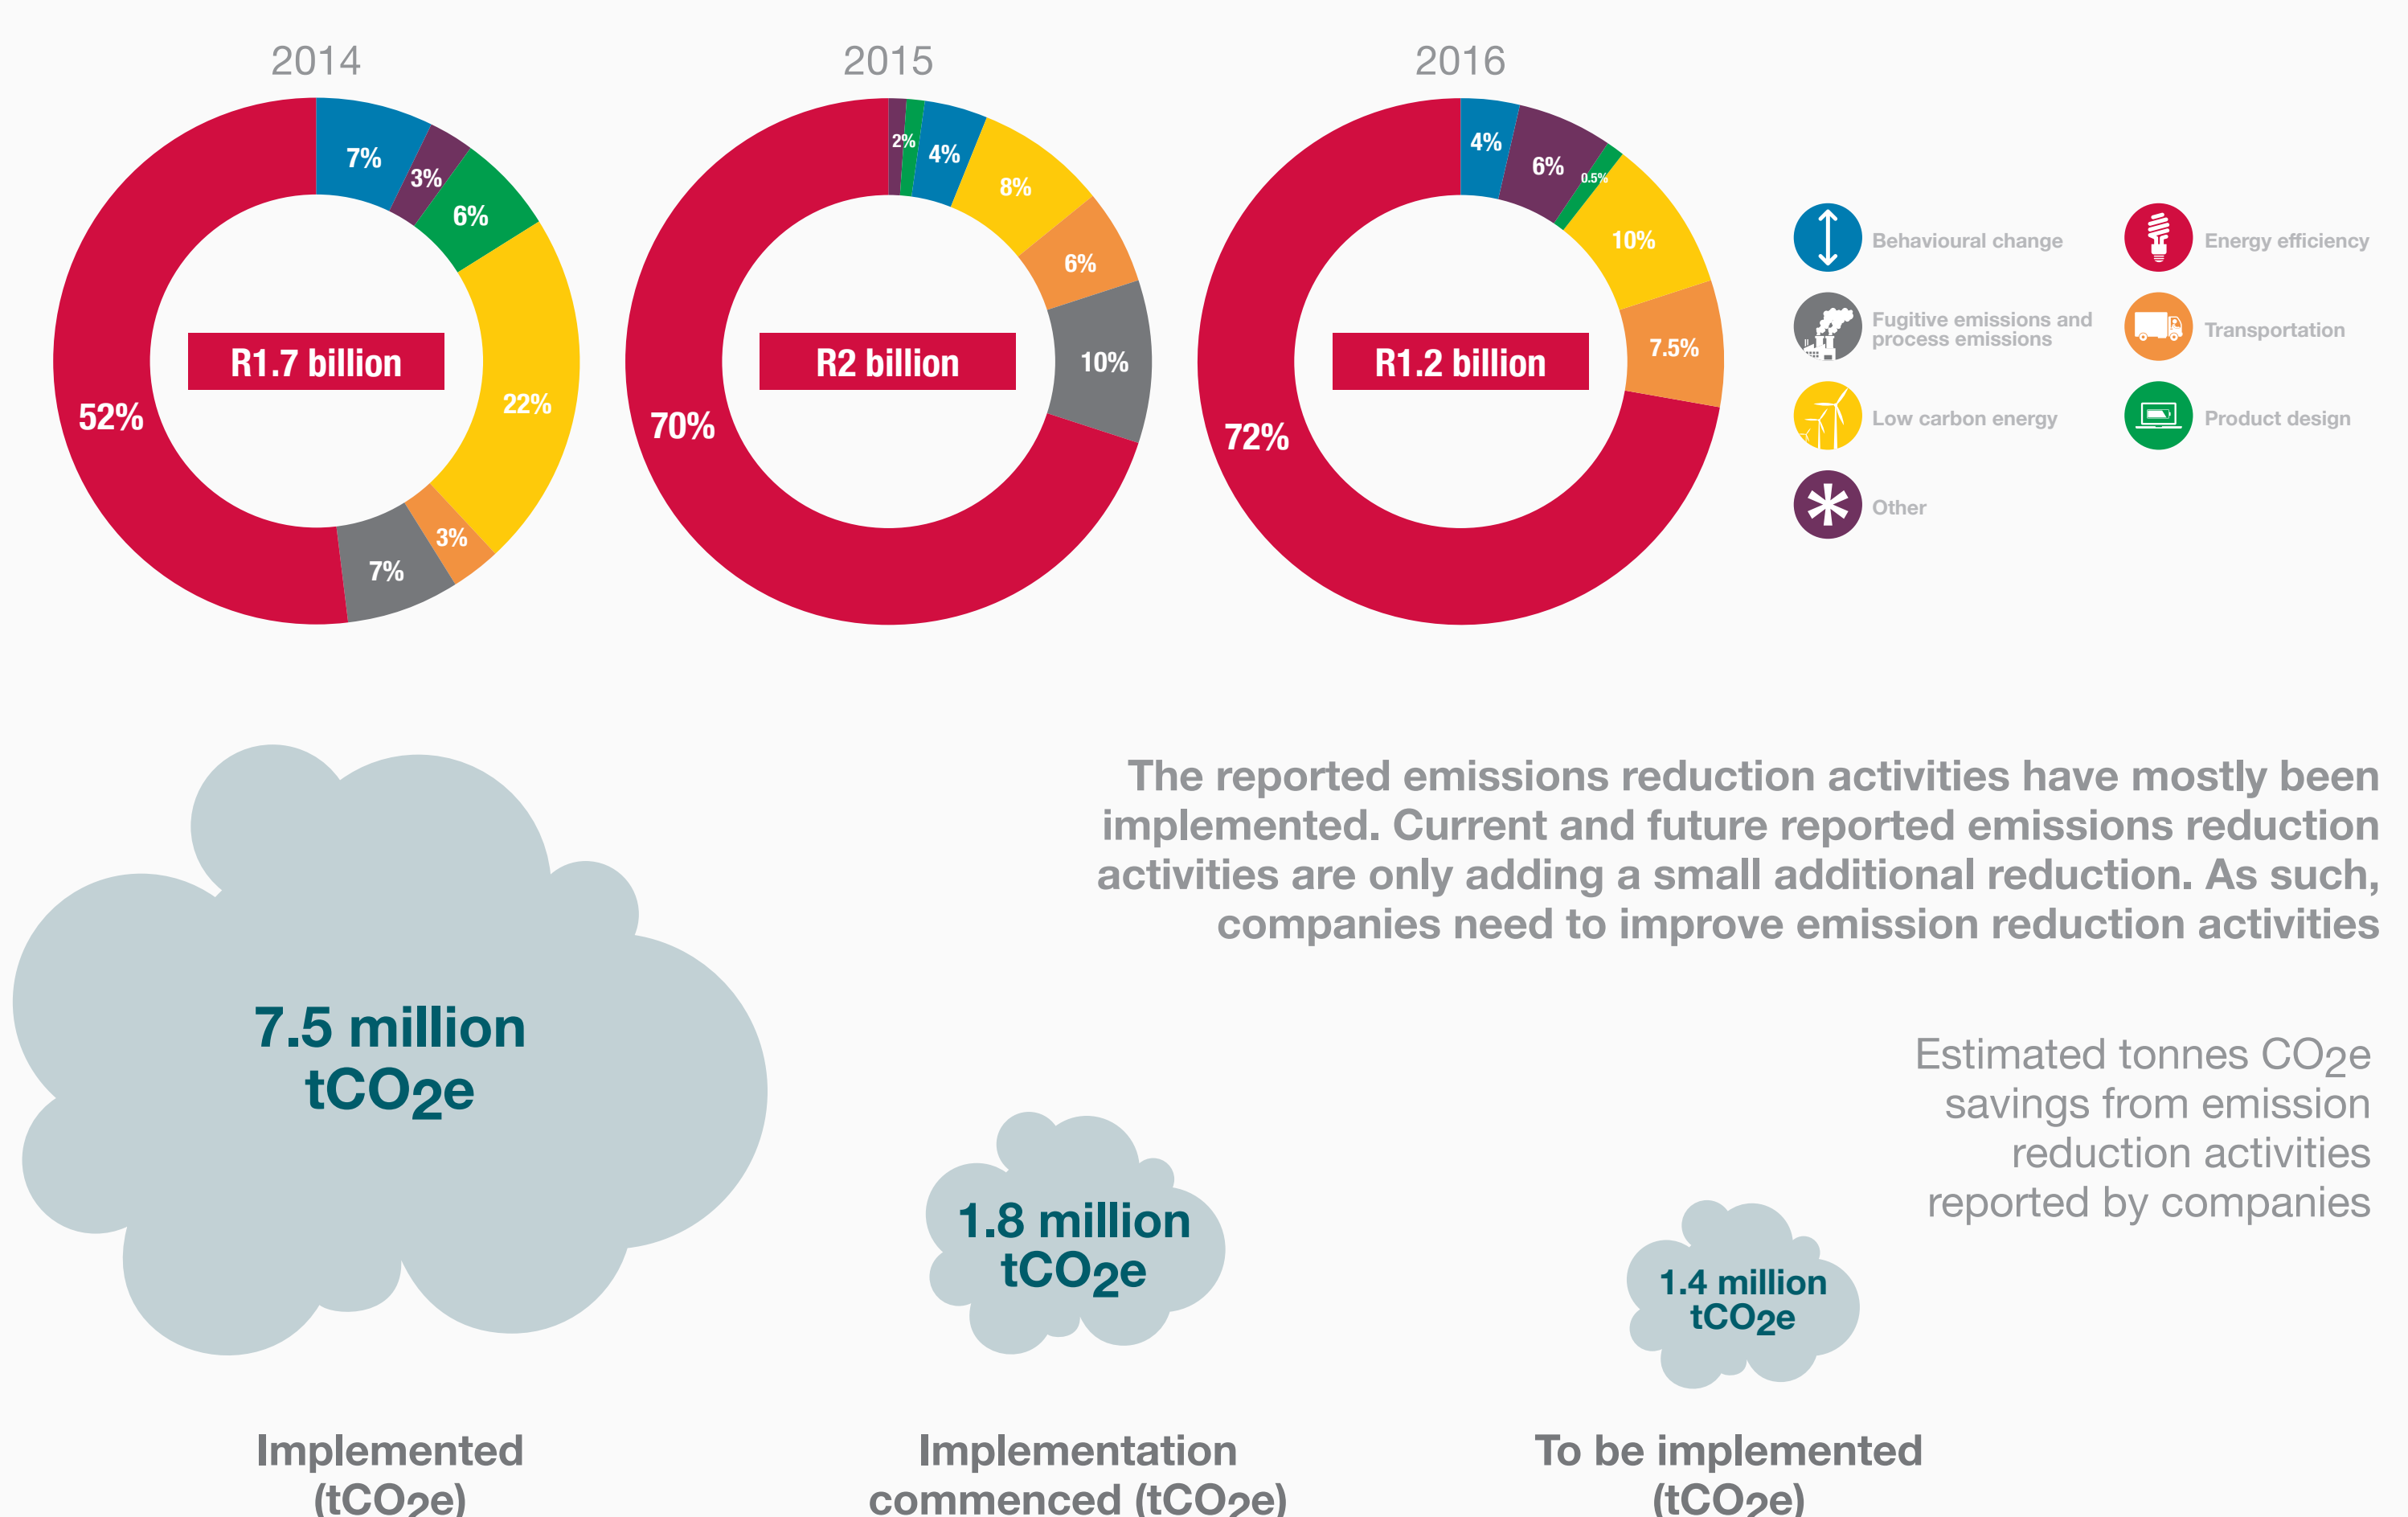 2014
7%
3%
6%
22%
3%
7%
52%
R1.7 billion
2015
2%
4%
8%
6%
10%
70%
R2 billion
2016
4%
6%
0.5%
10%
7.5%
72%
R1.2 billion
Behavioural change
Energy efficiency
Fugitive emissions and
process emissions
Transportation
Low carbon energy
Product design
Other
The reported emissions reduction activities have mostly been
implemented. Current and future reported emissions reduction
activities are only adding a small additional reduction. As such,
companies need to improve emission reduction activities
Estimated tonnes CO2e
savings from emission
reduction activities
reported by companies
7.5 million
tCO2e
1.8 million
tCO2e
1.4 million
tCO2e
Implemented
(tCO2e)
Implementation
commenced (tCO2e)
To be implemented
(tCO2e)